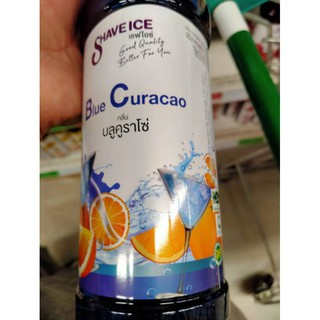 SHAVE ICE
เชฟไอซ์
Good Quality
Better For You
Blue Curacao
กลิ่น
บลูคูราโซ่